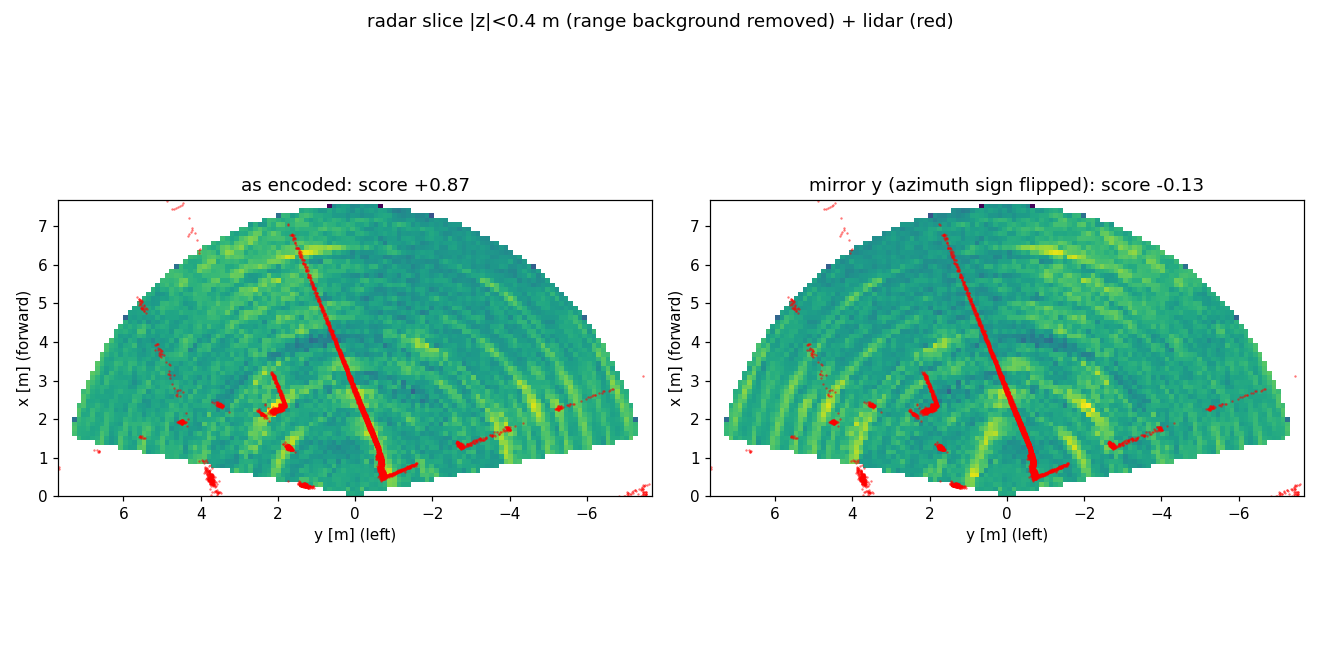 radar slice |z|<0.4 m (range background removed) + lidar (red)
as encoded: score +0.87
mirror y (azimuth sign flipped): score -0.13
x [m] (forward)
7
6
5
4
3
2
1
0
6 4 2 0 −2 −4 −6
y [m] (left)
x [m] (forward)
7
6
5
4
3
2
1
0
6 4 2 0 −2 −4 −6
y [m] (left)